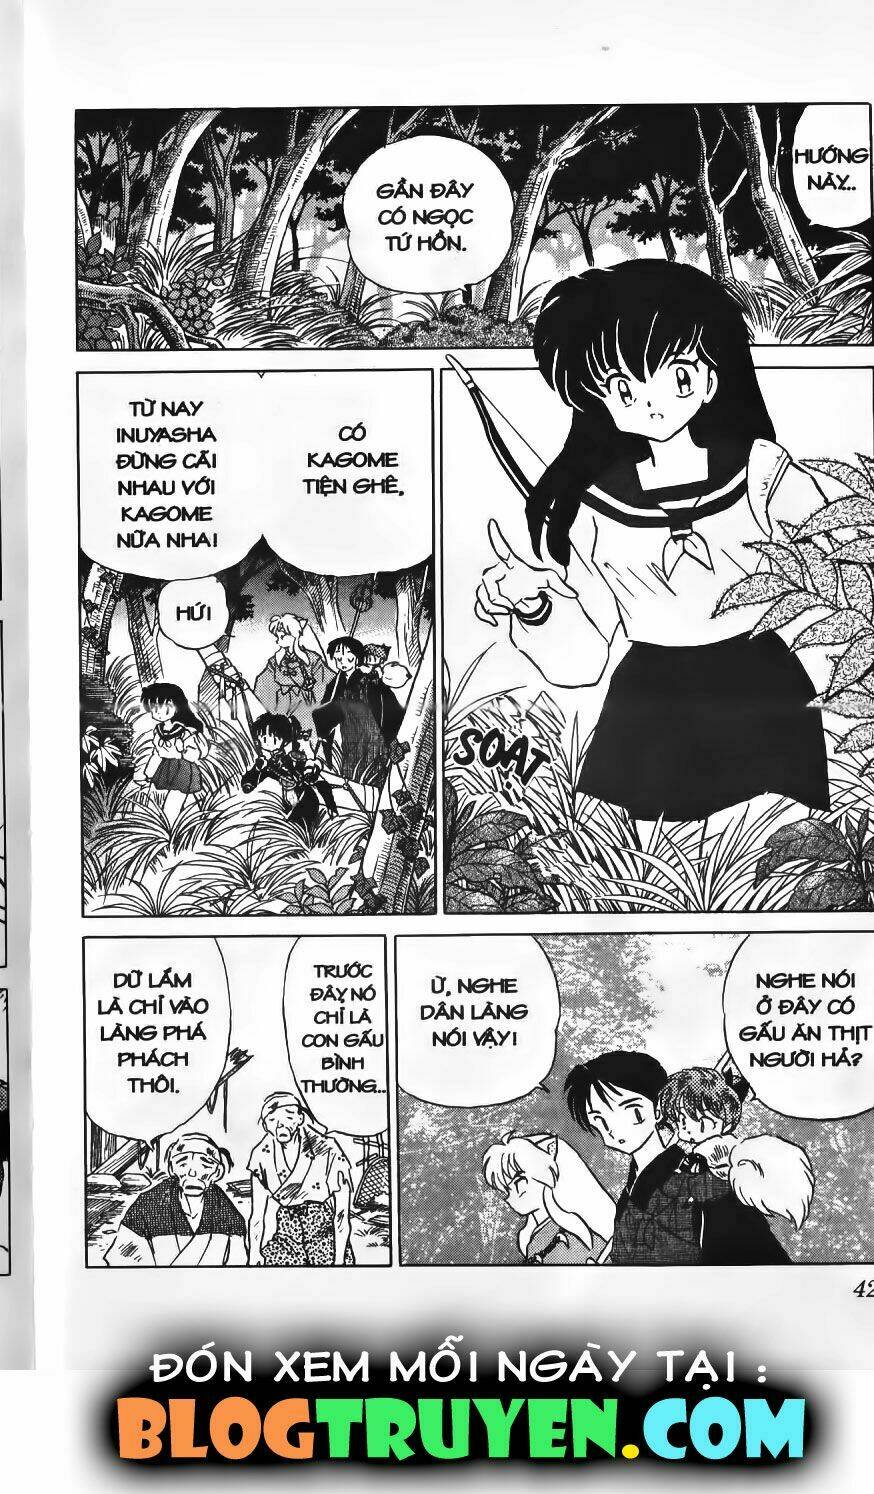 HƯỚNG
NÀY..
GẦN ĐÂY
CÓ NGỌC
TỨ HỒN.
CÓ
KAGOME
TIỆN GHÊ.
TỪ NAY
INUYASHA
ĐỪNG CÃI
NHAU VỚI
KAGOME
NỮA NHA!
HỨ!
SOẠT
NGHE NÓI
Ở ĐÂY CÓ
GẤU ĂN THỊT
NGƯỜI HẢ?
Ừ, NGHE
DÂN LÀNG
NÓI VẬY!
TRƯỚC
ĐÂY, NÓ
CHỈ LÀ
CON GẤU
BÌNH
THƯỜNG..
DỮ LẮM
LÀ CHỈ VÀO
LÀNG PHÁ
PHÁCH
THÔI.
42
ĐÓN XEM MỖI NGÀY TẠI :
BLOGTRUYEN.COM